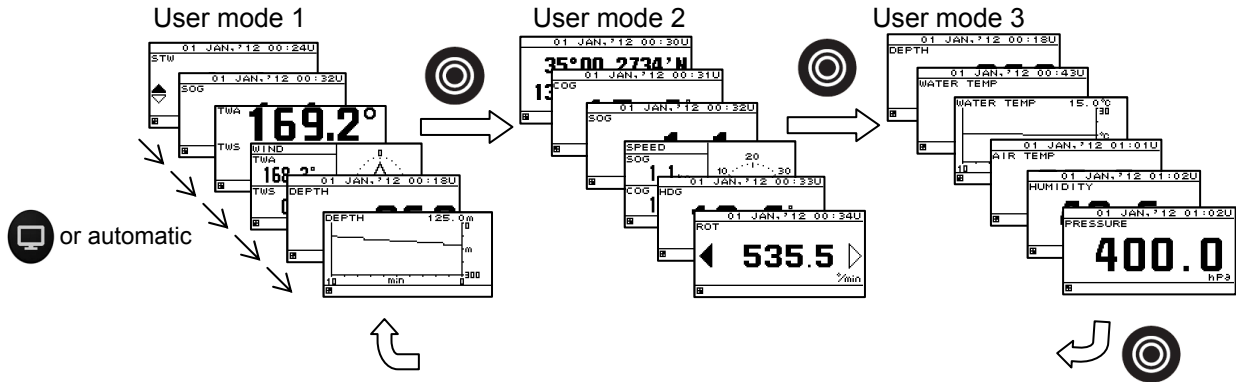 User mode 1
01 JAN,'12 00:24U
STW
01 JAN,'12 00:32U
SOG
TWA
169.2°
TWS
WIND
0
TWA
168.2°
TWS
01 JAN,'12 00:18U
DEPTH
DEPTH 125.0m
0
m
300
10 min 0
or automatic
User mode 2
01 JAN,'12 00:30U
35°00.2734'N
13
01 JAN,'12 00:31U
COG
01 JAN,'12 00:32U
SOG
SPEED
SOG
20
10
30
COG
01 JAN,'12 00:33U
HDG
01 JAN,'12 00:34U
ROT
535.5
°/min
User mode 3
01 JAN,'12 00:18U
DEPTH
01 JAN,'12 00:43U
WATER TEMP
WATER TEMP 15.0°C
30
°C
10
01 JAN,'12 01:01U
AIR TEMP
01 JAN,'12 01:02U
HUMIDITY
01 JAN,'12 01:02U
PRESSURE
400.0
hPa